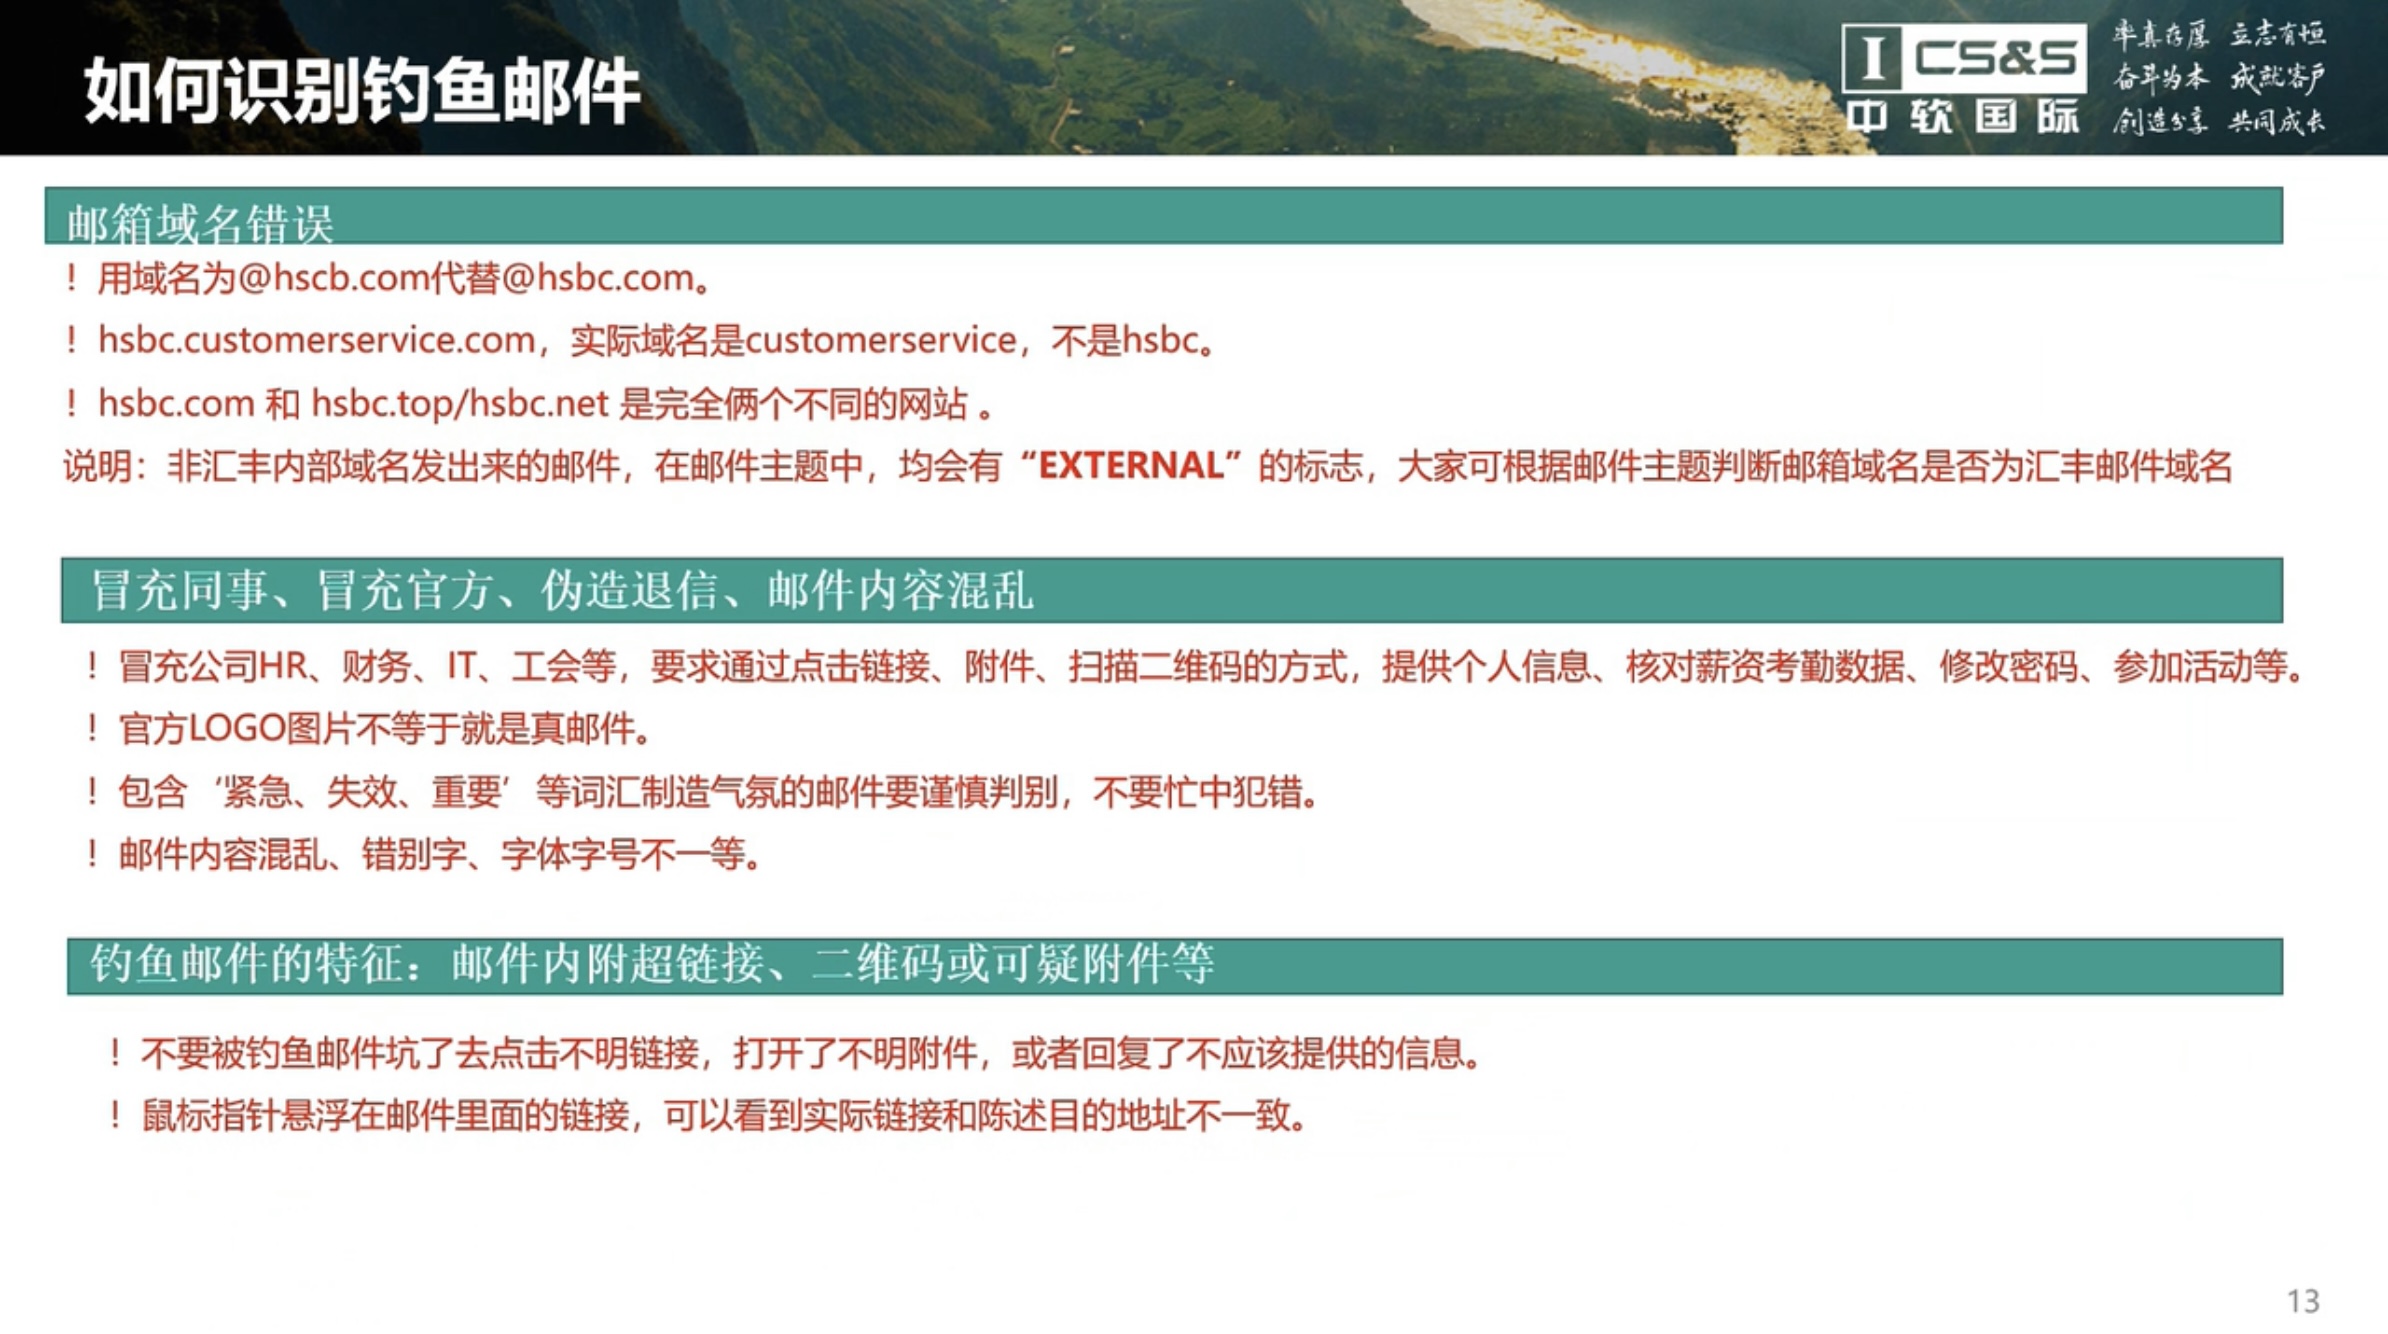 如何识别钓鱼邮件
I CS&S
中软国际
率真存厚 立志有恒
奋斗为本 成就客户
创造分享 共同成长
邮箱域名错误
！用域名为@hscb.com代替@hsbc.com。
！hsbc.customerservice.com，实际域名是customerservice，不是hsbc。
！hsbc.com 和 hsbc.top/hsbc.net 是完全俩个不同的网站 。
说明：非汇丰内部域名发出来的邮件，在邮件主题中，均会有“EXTERNAL”的标志，大家可根据邮件主题判断邮箱域名是否为汇丰邮件域名
冒充同事、冒充官方、伪造退信、邮件内容混乱
！冒充公司HR、财务、IT、工会等，要求通过点击链接、附件、扫描二维码的方式，提供个人信息、核对薪资考勤数据、修改密码、参加活动等。
！官方LOGO图片不等于就是真邮件。
！包含‘紧急、失效、重要’等词汇制造气氛的邮件要谨慎判别，不要忙中犯错。
！邮件内容混乱、错别字、字体字号不一等。
钓鱼邮件的特征：邮件内附超链接、二维码或可疑附件等
！不要被钓鱼邮件坑了去点击不明链接，打开了不明附件，或者回复了不应该提供的信息。
！鼠标指针悬浮在邮件里面的链接，可以看到实际链接和陈述目的地址不一致。
13